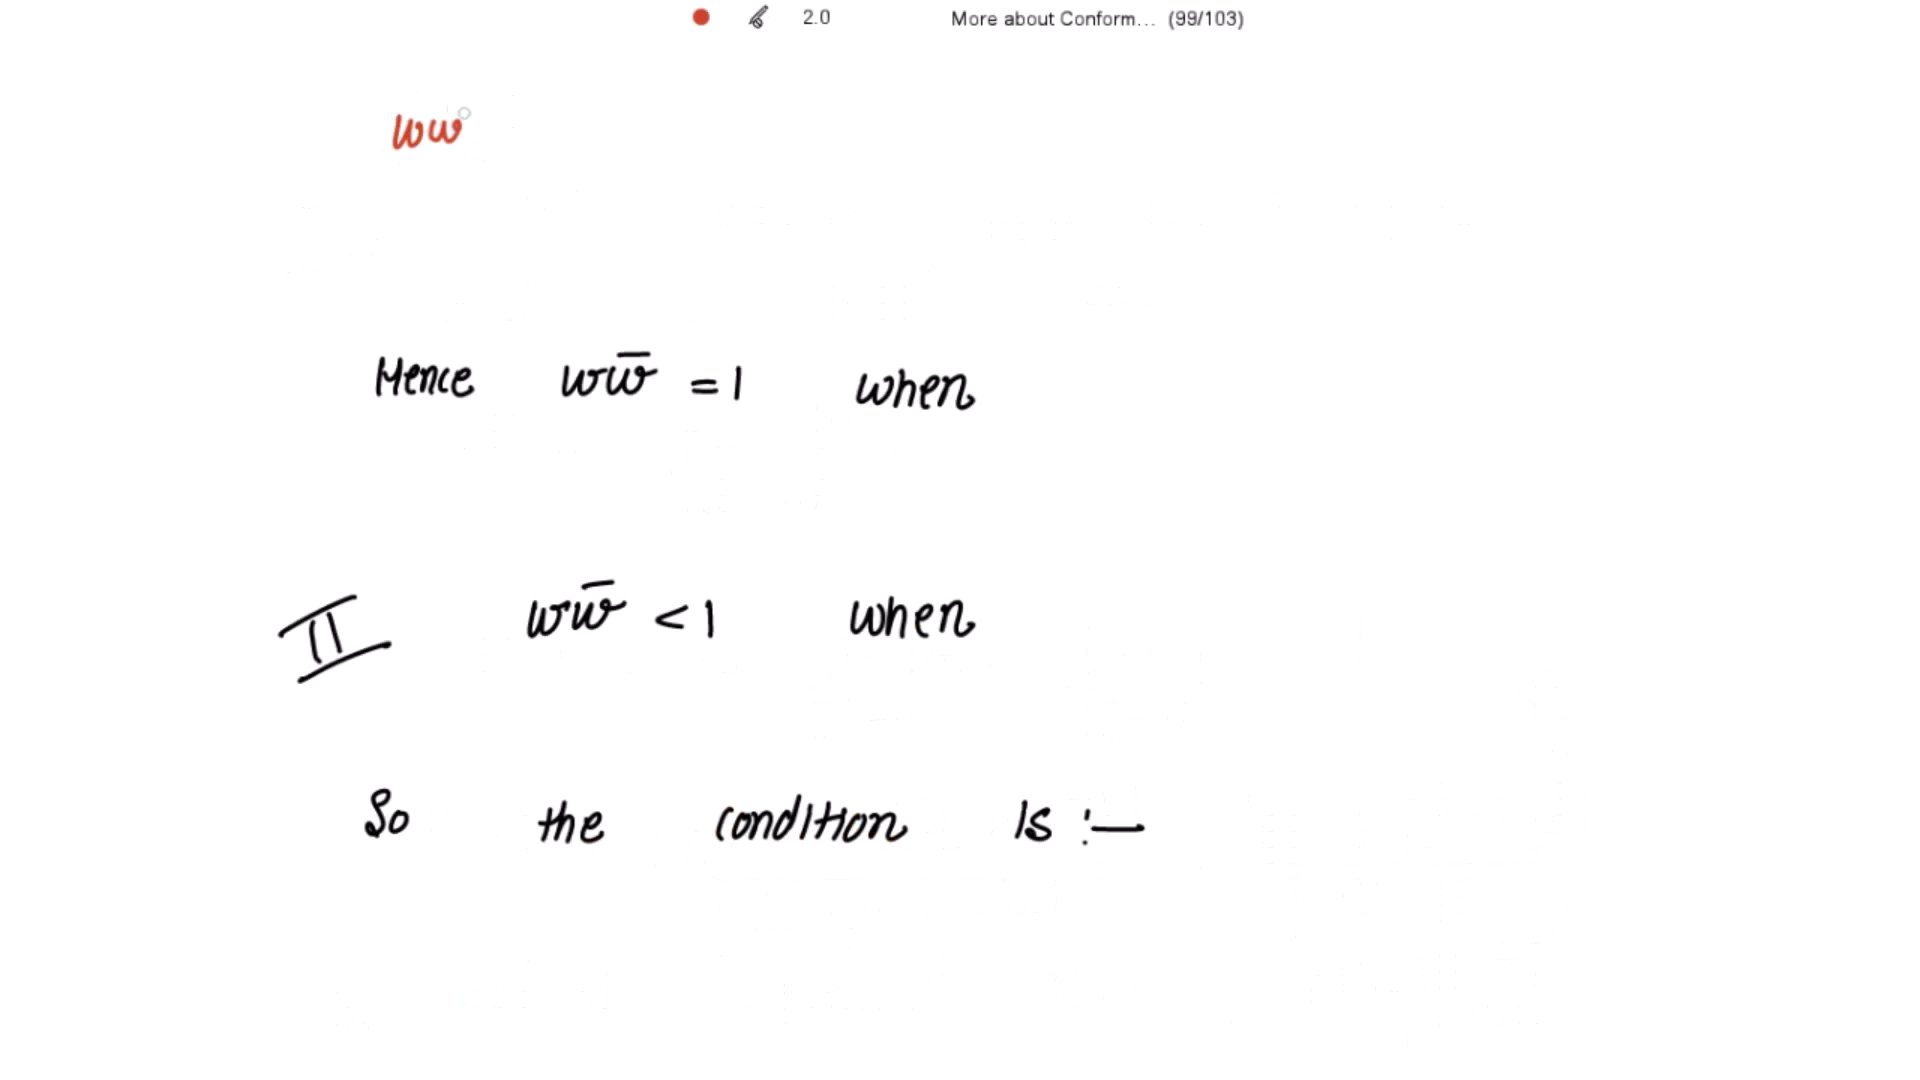 2.0 More about Conform... (99/103)
ww
Hence ww̅ = 1 when
II ww̅ < 1 when
So the condition is :—